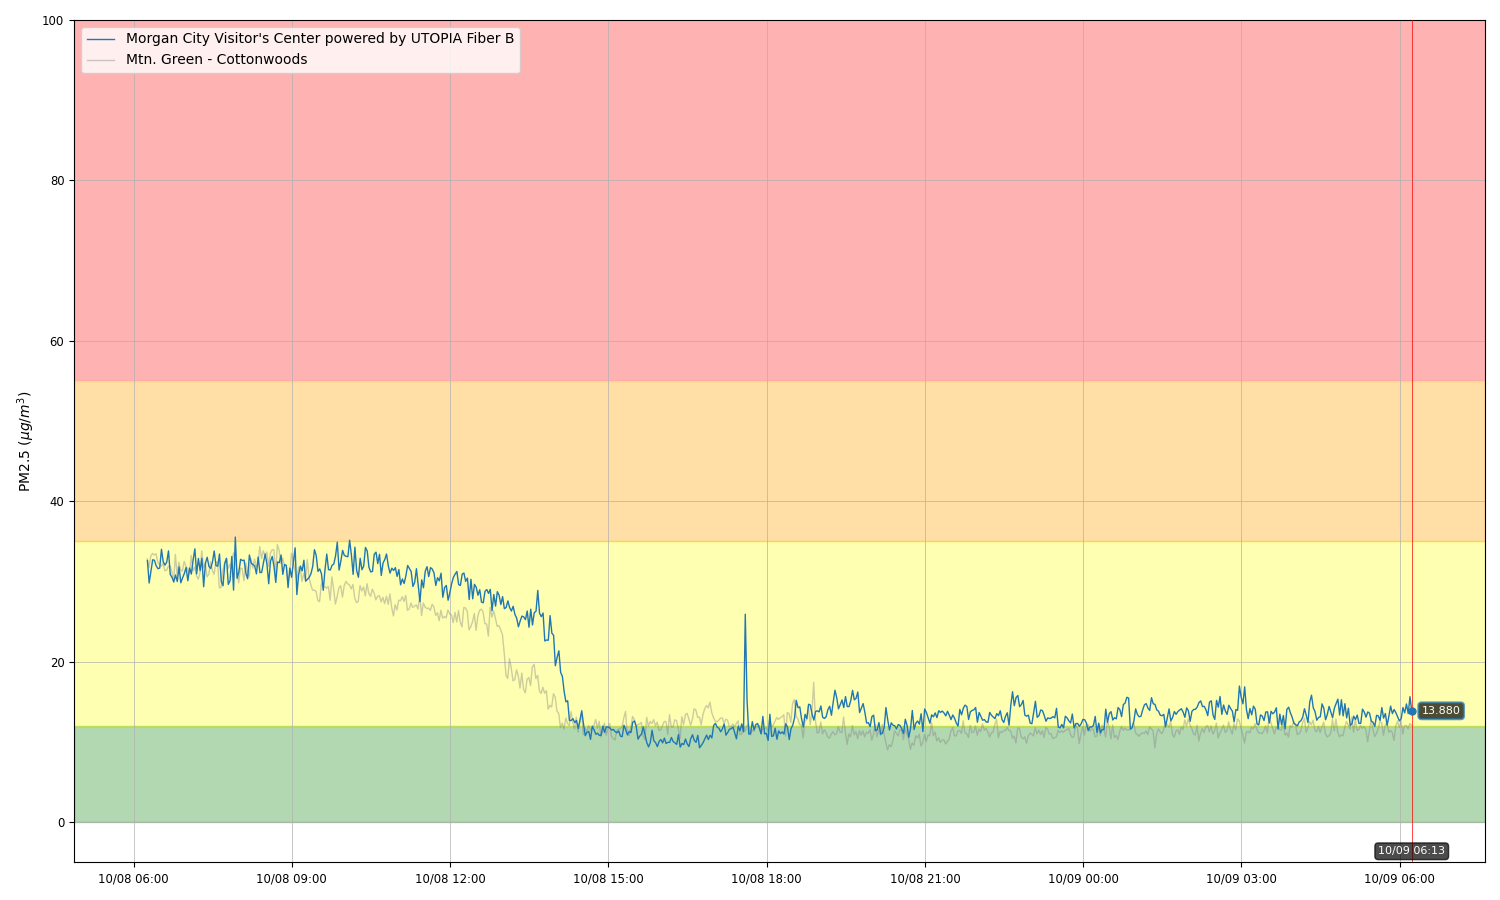 100
Morgan City Visitor's Center powered by UTOPIA Fiber B
Mtn. Green - Cottonwoods
80
60
PM2.5 (μg/m³)
40
20
13.880
0
10/09 06:13
10/08 06:00 10/08 09:00 10/08 12:00 10/08 15:00 10/08 18:00 10/08 21:00 10/09 00:00 10/09 03:00 10/09 06:00